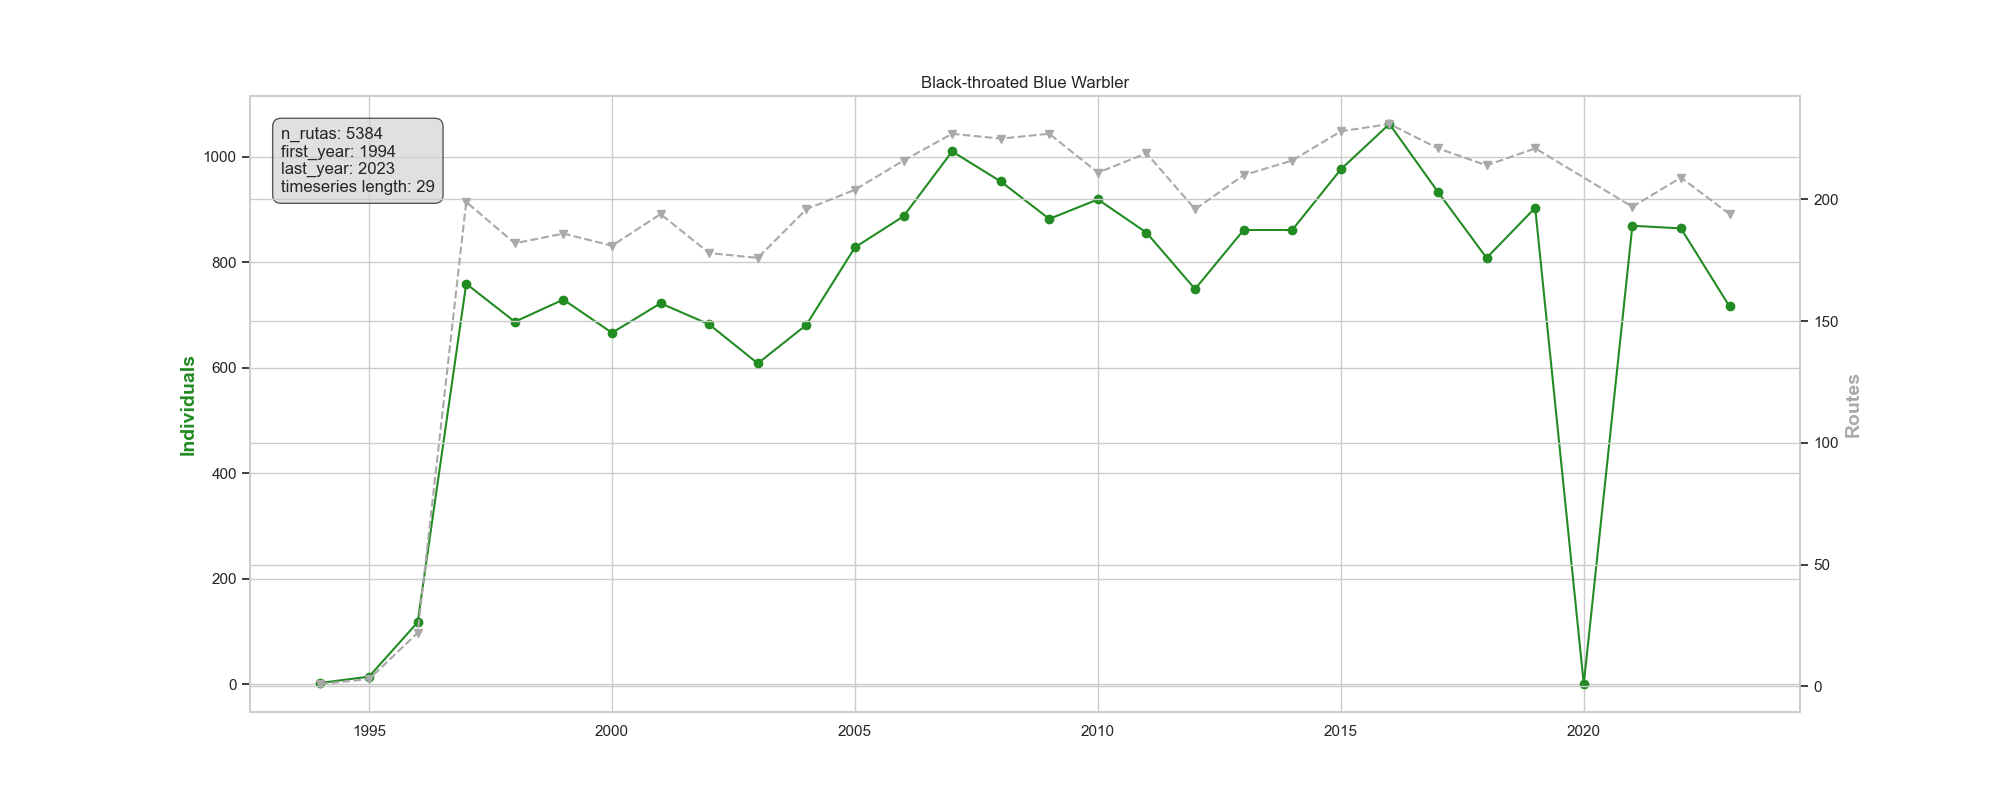 Black-throated Blue Warbler
n_rutas: 5384
first_year: 1994
last_year: 2023
timeseries length: 29
Individuals
1000
800
600
400
200
0
200
150
100
50
0
Routes
1995
2000
2005
2010
2015
2020